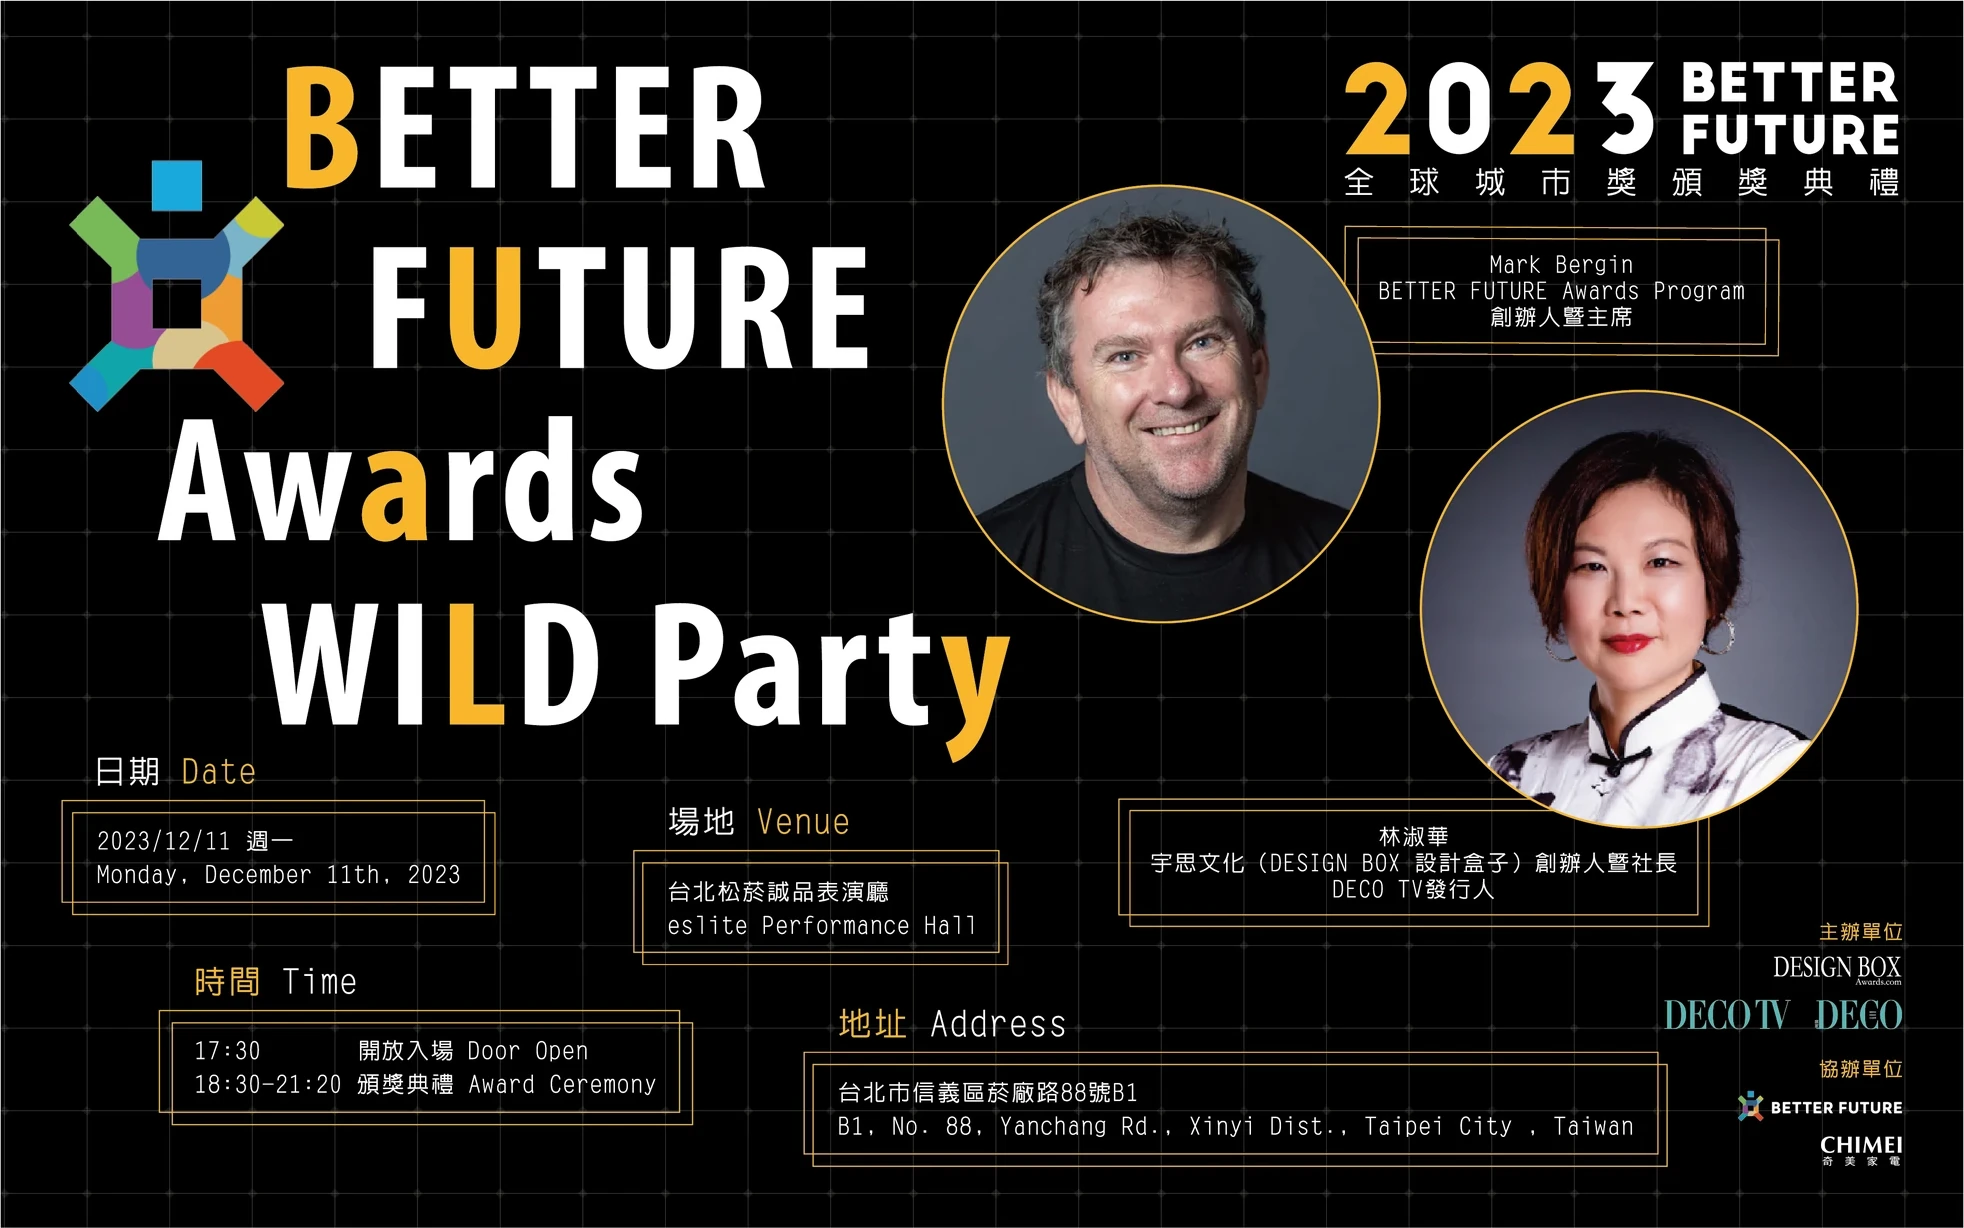 BETTER
FUTURE
Awards
WILD Party
2023 BETTER FUTURE
全球城市獎頒獎典禮
Mark Bergin
BETTER FUTURE Awards Program
創辦人暨主席
林淑華
宇思文化（DESIGN BOX 設計盒子）創辦人暨社長
DECO TV發行人
日期 Date
2023/12/11 週一
Monday, December 11th, 2023
場地 Venue
台北松菸誠品表演廳
eslite Performance Hall
時間 Time
17:30 開放入場 Door Open
18:30-21:20 頒獎典禮 Award Ceremony
地址 Address
台北市信義區菸廠路88號B1
B1, No. 88, Yanchang Rd., Xinyi Dist., Taipei City , Taiwan
主辦單位
DESIGN BOX
Awards.com
DECO TV DECO
協辦單位
BETTER FUTURE
CHIMEI
奇美家電